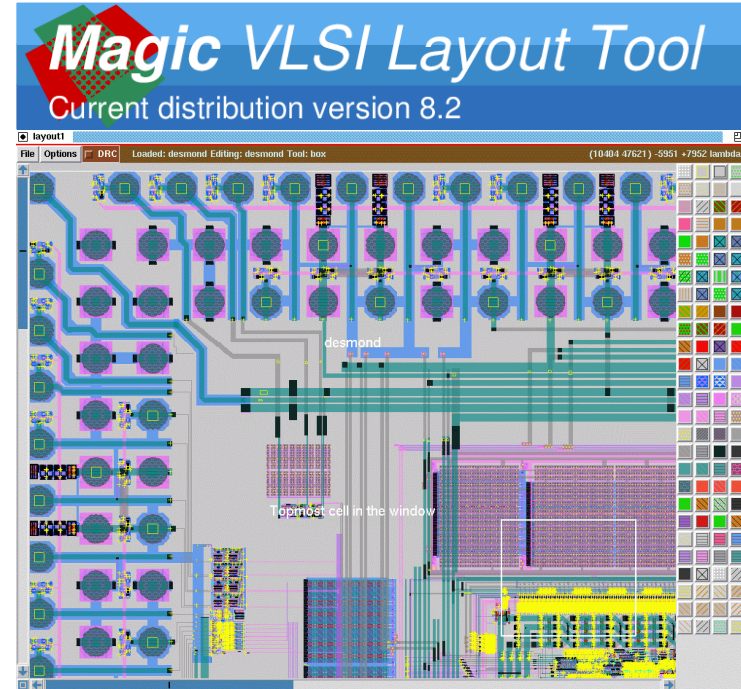 Magic VLSI Layout Tool
Current distribution version 8.2
layout1
File Options DRC Loaded: desmond Editing: desmond Tool: box (10404 47621) -5951 +7952 lambda
desmond
Topmost cell in the window